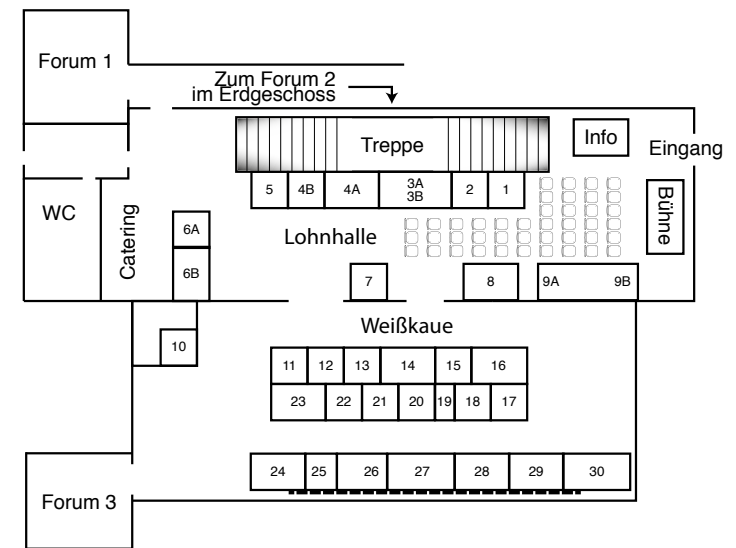 Forum 1
Zum Forum 2
im Erdgeschoss
Treppe
Info
Eingang
5
4B
4A
3A
3B
2
1
WC
Catering
6A
6B
Lohnhalle
Bühne
7
8
9A
9B
10
Weißkaue
11
12
13
14
15
16
23
22
21
20
19
18
17
24
25
26
27
28
29
30
Forum 3